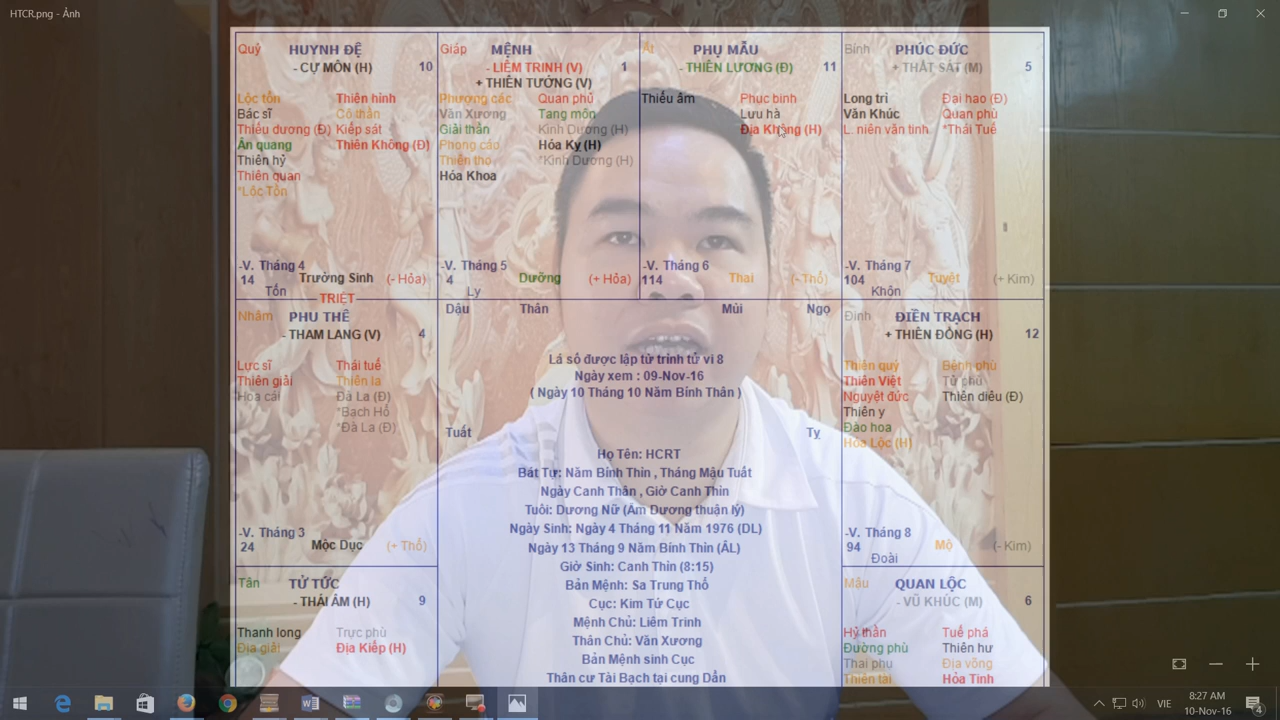 HTCR.png - Ảnh
Quý HUYNH ĐỆ
- CỰ MÔN (H) 10
Lộc tồn Thiên hình
Bác sĩ Cô thần
Thiếu dương (Đ) Kiếp sát
Ân quang Thiên Không (Đ)
Thiên hỷ
Thiên quan
*Lộc Tồn
-V. Tháng 4
14 Trường Sinh (- Hỏa)
Tốn
Giáp MỆNH
- LIÊM TRINH (V) 1
+ THIÊN TƯỚNG (V)
Phượng các Quan phủ
Văn Xương Tang môn
Giải thần Kình Dương (H)
Phong cáo Hóa Kỵ (H)
Thiên thọ *Kình Dương (H)
Hóa Khoa
-V. Tháng 5
4 Dưỡng (+ Hỏa)
Ly
Ất PHỤ MẪU
- THIÊN LƯƠNG (Đ) 11
Thiếu âm Phục binh
Lưu hà
Địa Không (H)
-V. Tháng 6
114 Thai (- Thổ)
Bính PHÚC ĐỨC
+ THẤT SÁT (M) 5
Long trì Đại hao (Đ)
Văn Khúc Quan phù
L. niên văn tinh *Thái Tuế
-V. Tháng 7
104 Tuyệt (+ Kim)
Khôn
TRIỆT
Nhâm PHU THÊ
- THAM LANG (V) 4
Lực sĩ Thái tuế
Thiên giải Thiên la
Hoa cái Đà La (Đ)
*Bạch Hổ
*Đà La (Đ)
-V. Tháng 3
24 Mộc Dục (+ Thổ)
Dậu Thân Mùi Ngọ
Lá số được lập từ trình tử vi 8
Ngày xem : 09-Nov-16
( Ngày 10 Tháng 10 Năm Bính Thân )
Tuất Tỵ
Họ Tên: HCRT
Bát Tự: Năm Bính Thìn , Tháng Mậu Tuất
Ngày Canh Thân , Giờ Canh Thìn
Tuổi: Dương Nữ (Âm Dương thuận lý)
Ngày Sinh: Ngày 4 Tháng 11 Năm 1976 (DL)
Ngày 13 Tháng 9 Năm Bính Thìn (ÂL)
Giờ Sinh: Canh Thìn (8:15)
Bản Mệnh: Sa Trung Thổ
Cục: Kim Tứ Cục
Mệnh Chủ: Liêm Trinh
Thân Chủ: Văn Xương
Bản Mệnh sinh Cục
Thân cư Tài Bạch tại cung Dần
Đinh ĐIỀN TRẠCH
+ THIÊN ĐỒNG (H) 12
Thiên quý Bệnh phù
Thiên Việt Tử phù
Nguyệt đức Thiên diêu (Đ)
Thiên y
Đào hoa
Hóa Lộc (H)
-V. Tháng 8
94 Mộ (- Kim)
Đoài
Tân TỬ TỨC
- THÁI ÂM (H) 9
Thanh long Trực phù
Địa giải Địa Kiếp (H)
Mậu QUAN LỘC
- VŨ KHÚC (M) 6
Hỷ thần Tuế phá
Đường phù Thiên hư
Thai phụ Địa võng
Thiên tài Hỏa Tinh
VIE
8:27 AM
10-Nov-16
4